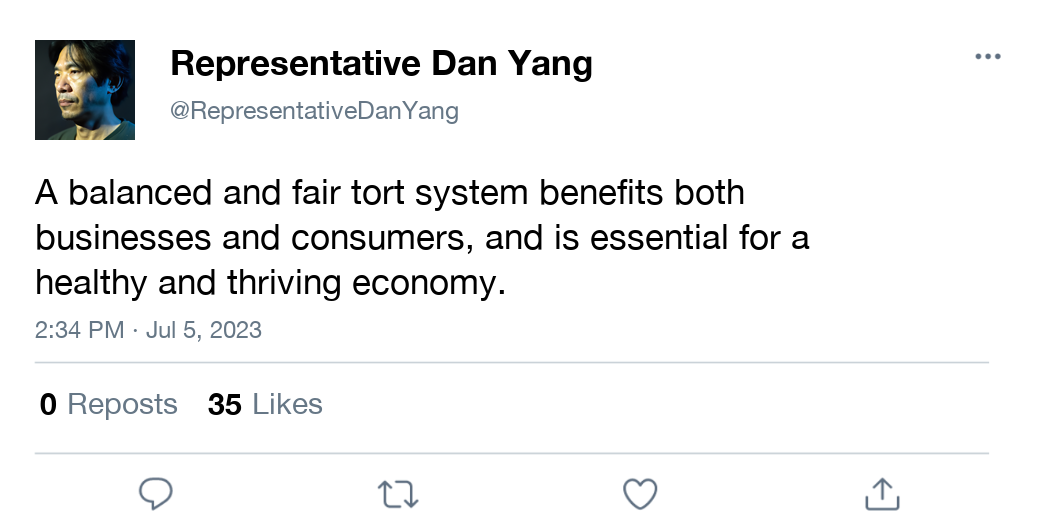 Representative Dan Yang
@RepresentativeDanYang
A balanced and fair tort system benefits both
businesses and consumers, and is essential for a
healthy and thriving economy.
2:34 PM · Jul 5, 2023
0 Reposts 35 Likes